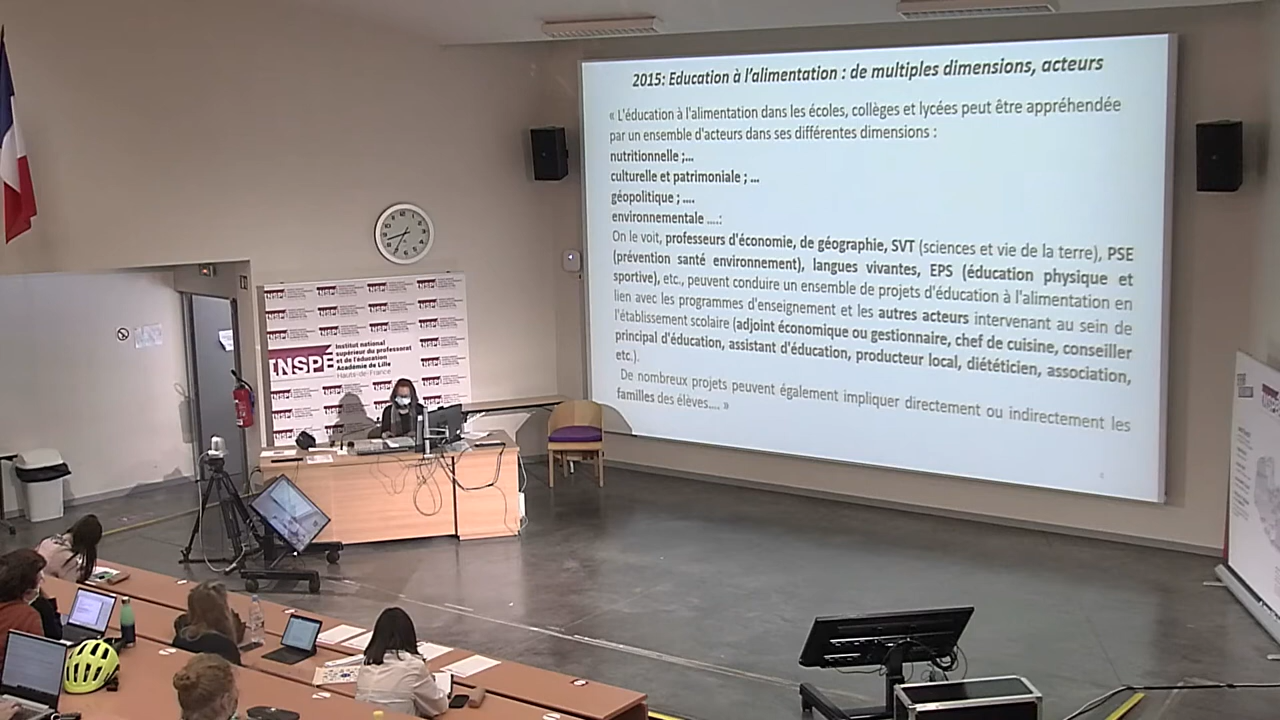 2015: Education à l'alimentation : de multiples dimensions, acteurs
« L'éducation à l'alimentation dans les écoles, collèges et lycées peut être appréhendée
par un ensemble d'acteurs dans ses différentes dimensions :
nutritionnelle ;...
culturelle et patrimoniale ; ...
géopolitique ; ....
environnementale ....:
On le voit, professeurs d'économie, de géographie, SVT (sciences et vie de la terre), PSE
(prévention santé environnement), langues vivantes, EPS (éducation physique et
sportive), etc., peuvent conduire un ensemble de projets d'éducation à l'alimentation en
lien avec les programmes d'enseignement et les autres acteurs intervenant au sein de
l'établissement scolaire (adjoint économique ou gestionnaire, chef de cuisine, conseiller
principal d'éducation, assistant d'éducation, producteur local, diététicien, association,
etc.).
De nombreux projets peuvent également impliquer directement ou indirectement les
familles des élèves.... »
INSPÉ
Institut national
supérieur du professorat
et de l'éducation
Académie de Lille
Hauts-de-France